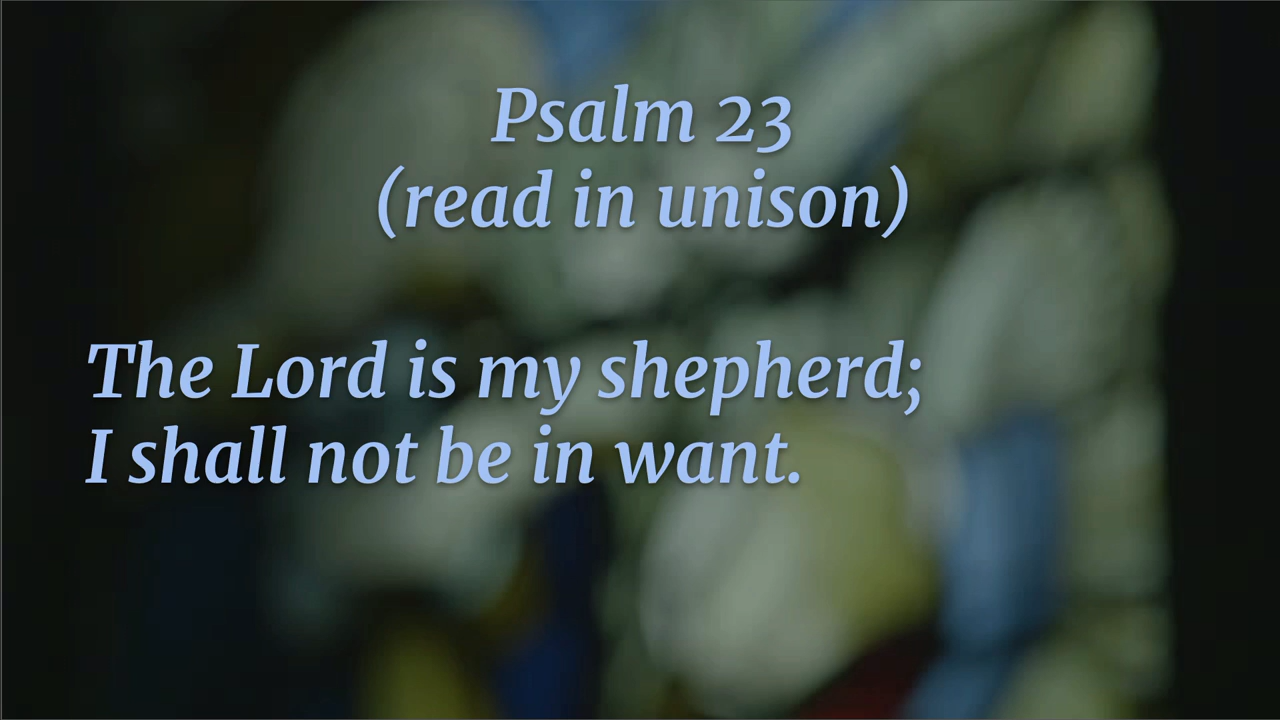 Psalm 23
(read in unison)
The Lord is my shepherd;
I shall not be in want.